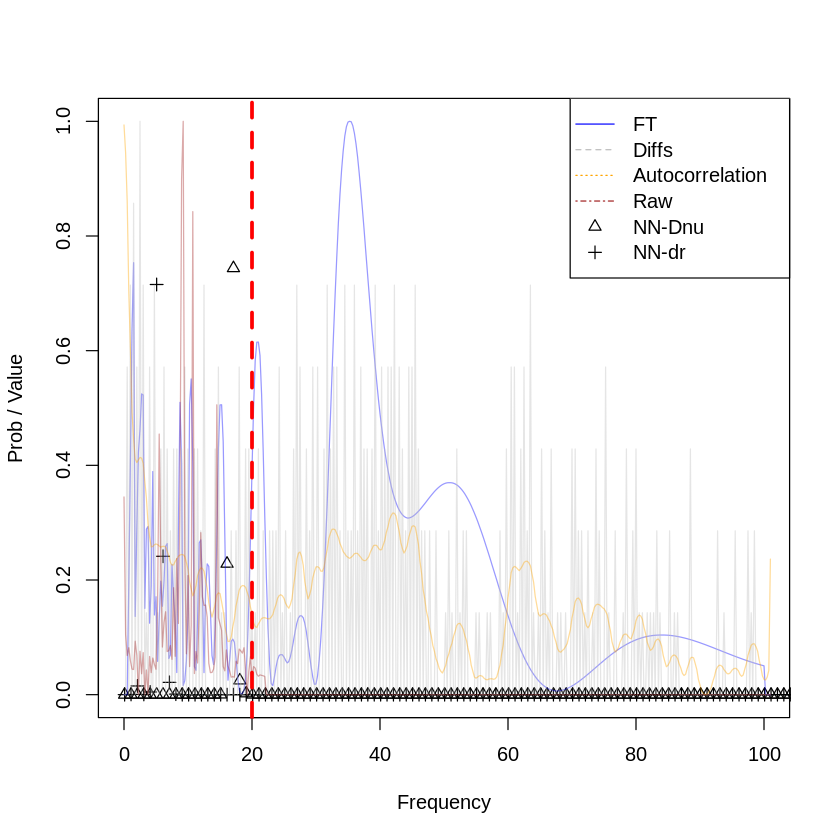 FT
Diffs
Autocorrelation
Raw
NN-Dnu
NN-dr
1.0
0.8
0.6
0.4
0.2
0.0
Prob / Value
0 20 40 60 80 100
Frequency